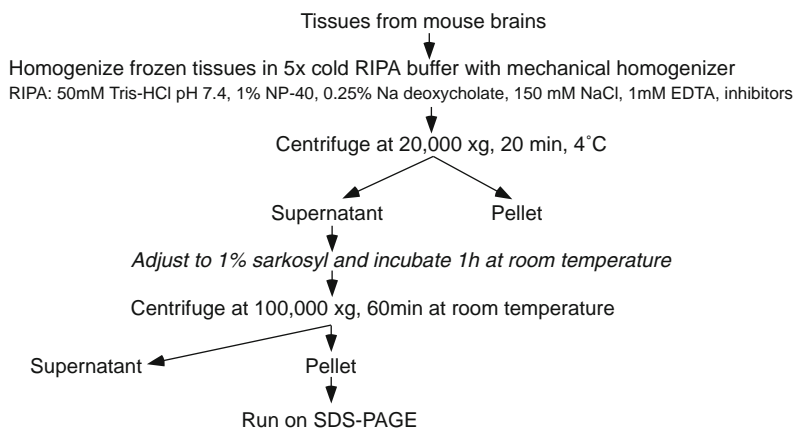 Tissues from mouse brains
Homogenize frozen tissues in 5x cold RIPA buffer with mechanical homogenizer
RIPA: 50mM Tris-HCl pH 7.4, 1% NP-40, 0.25% Na deoxycholate, 150 mM NaCl, 1mM EDTA, inhibitors
Centrifuge at 20,000 xg, 20 min, 4˚C
Supernatant Pellet
Adjust to 1% sarkosyl and incubate 1h at room temperature
Centrifuge at 100,000 xg, 60min at room temperature
Supernatant Pellet
Run on SDS-PAGE